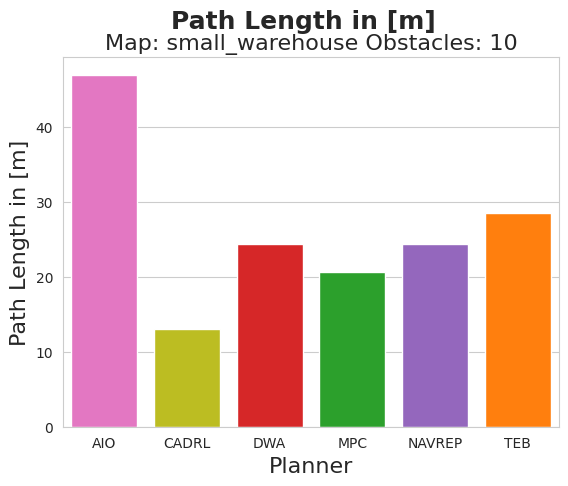 Path Length in [m]
Map: small_warehouse Obstacles: 10
Path Length in [m]
40
30
20
10
0
AIO CADRL DWA MPC NAVREP TEB
Planner